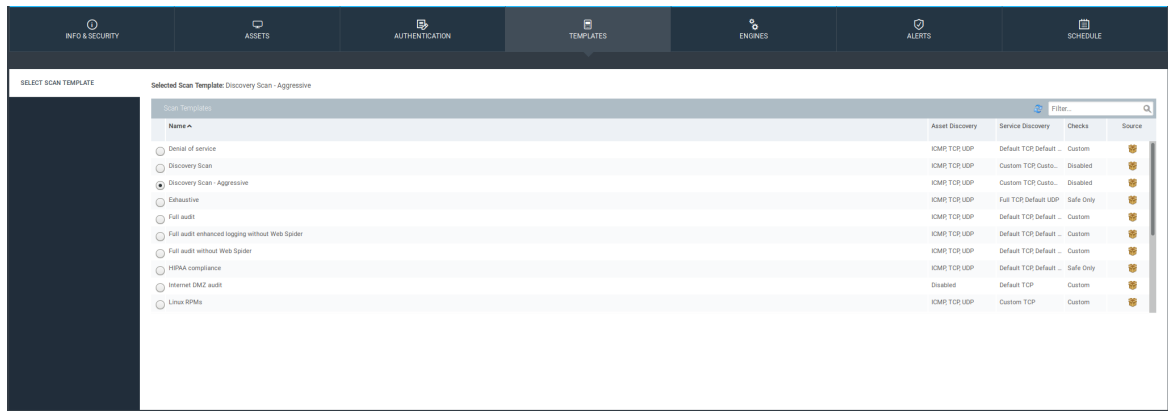 INFO & SECURITY ASSETS AUTHENTICATION TEMPLATES ENGINES ALERTS SCHEDULE
SELECT SCAN TEMPLATE
Selected Scan Template: Discovery Scan - Aggressive
Scan Templates Filter...
Name Asset Discovery Service Discovery Checks Source
Denial of service ICMP, TCP, UDP Default TCP, Default ... Custom
Discovery Scan ICMP, TCP, UDP Custom TCP, Custo... Disabled
Discovery Scan - Aggressive ICMP, TCP, UDP Custom TCP, Custo... Disabled
Exhaustive ICMP, TCP, UDP Full TCP, Default UDP Safe Only
Full audit ICMP, TCP, UDP Default TCP, Default ... Custom
Full audit enhanced logging without Web Spider ICMP, TCP, UDP Default TCP, Default ... Custom
Full audit without Web Spider ICMP, TCP, UDP Default TCP, Default ... Custom
HIPAA compliance ICMP, TCP, UDP Default TCP, Default ... Safe Only
Internet DMZ audit Disabled Default TCP Custom
Linux RPMs ICMP, TCP, UDP Custom TCP Custom